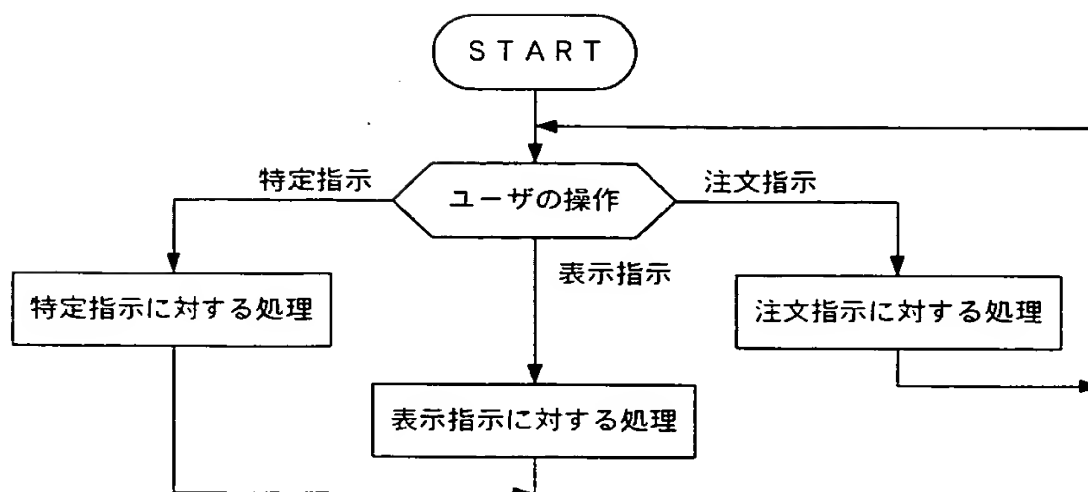 START
特定指示
ユーザの操作
注文指示
表示指示
特定指示に対する処理
注文指示に対する処理
表示指示に対する処理